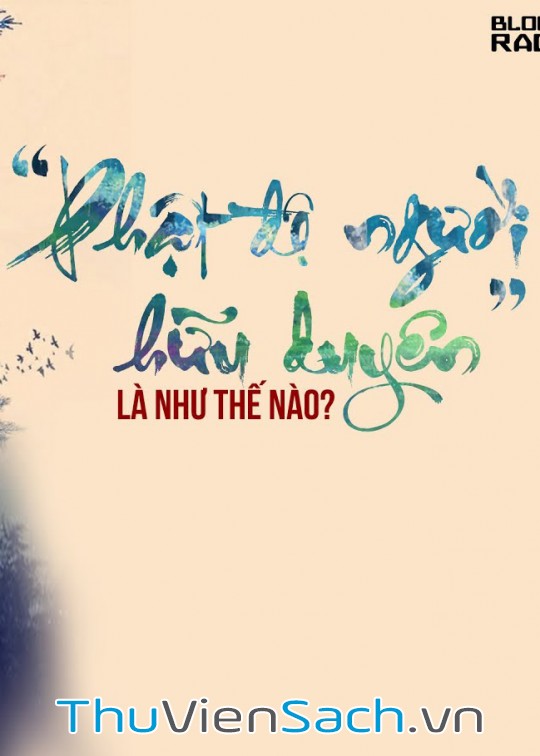 BLO
RAD
“Phật độ người
hữu duyên”
LÀ NHƯ THẾ NÀO?
ThuVienSach.vn